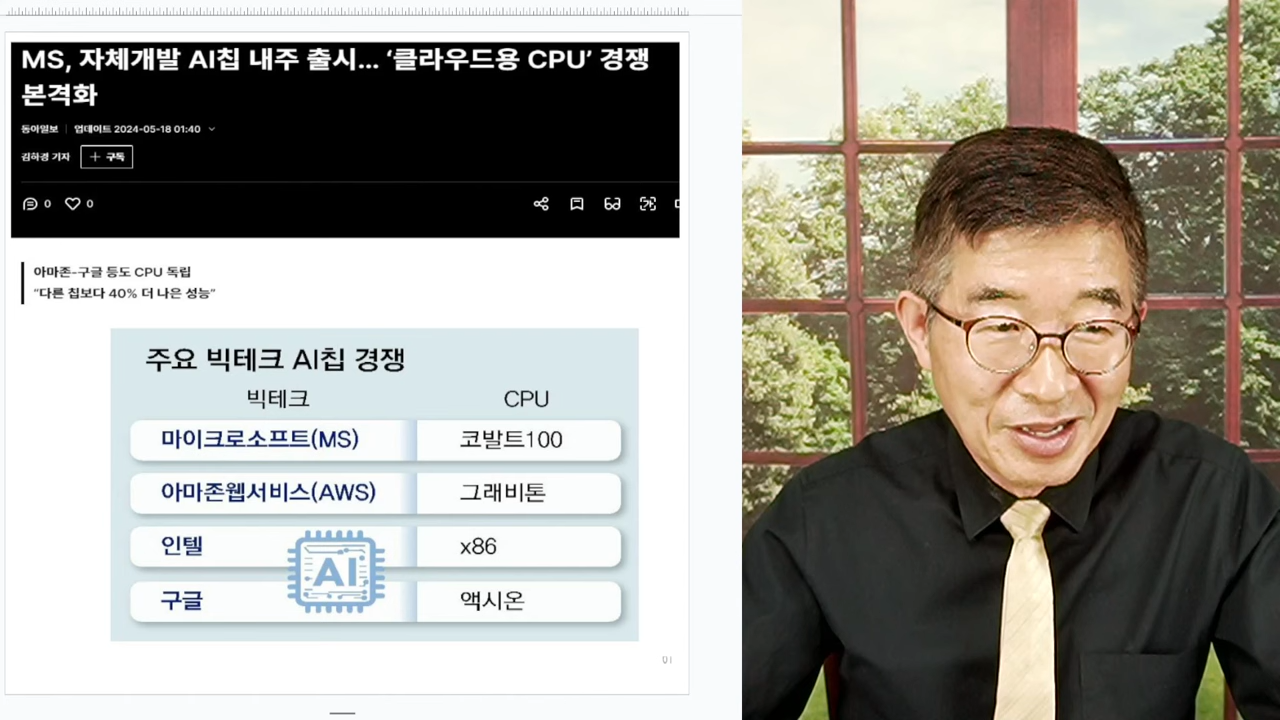 MS, 자체개발 AI칩 내주 출시... ‘클라우드용 CPU’ 경쟁
본격화
동아일보 | 업데이트 2024-05-18 01:40
김하경 기자 + 구독
0 0
아마존-구글 등도 CPU 독립
“다른 칩보다 40% 더 나은 성능”
주요 빅테크 AI칩 경쟁
빅테크 CPU
마이크로소프트(MS) 코발트100
아마존웹서비스(AWS) 그래비톤
인텔 x86
AI
구글 액시온